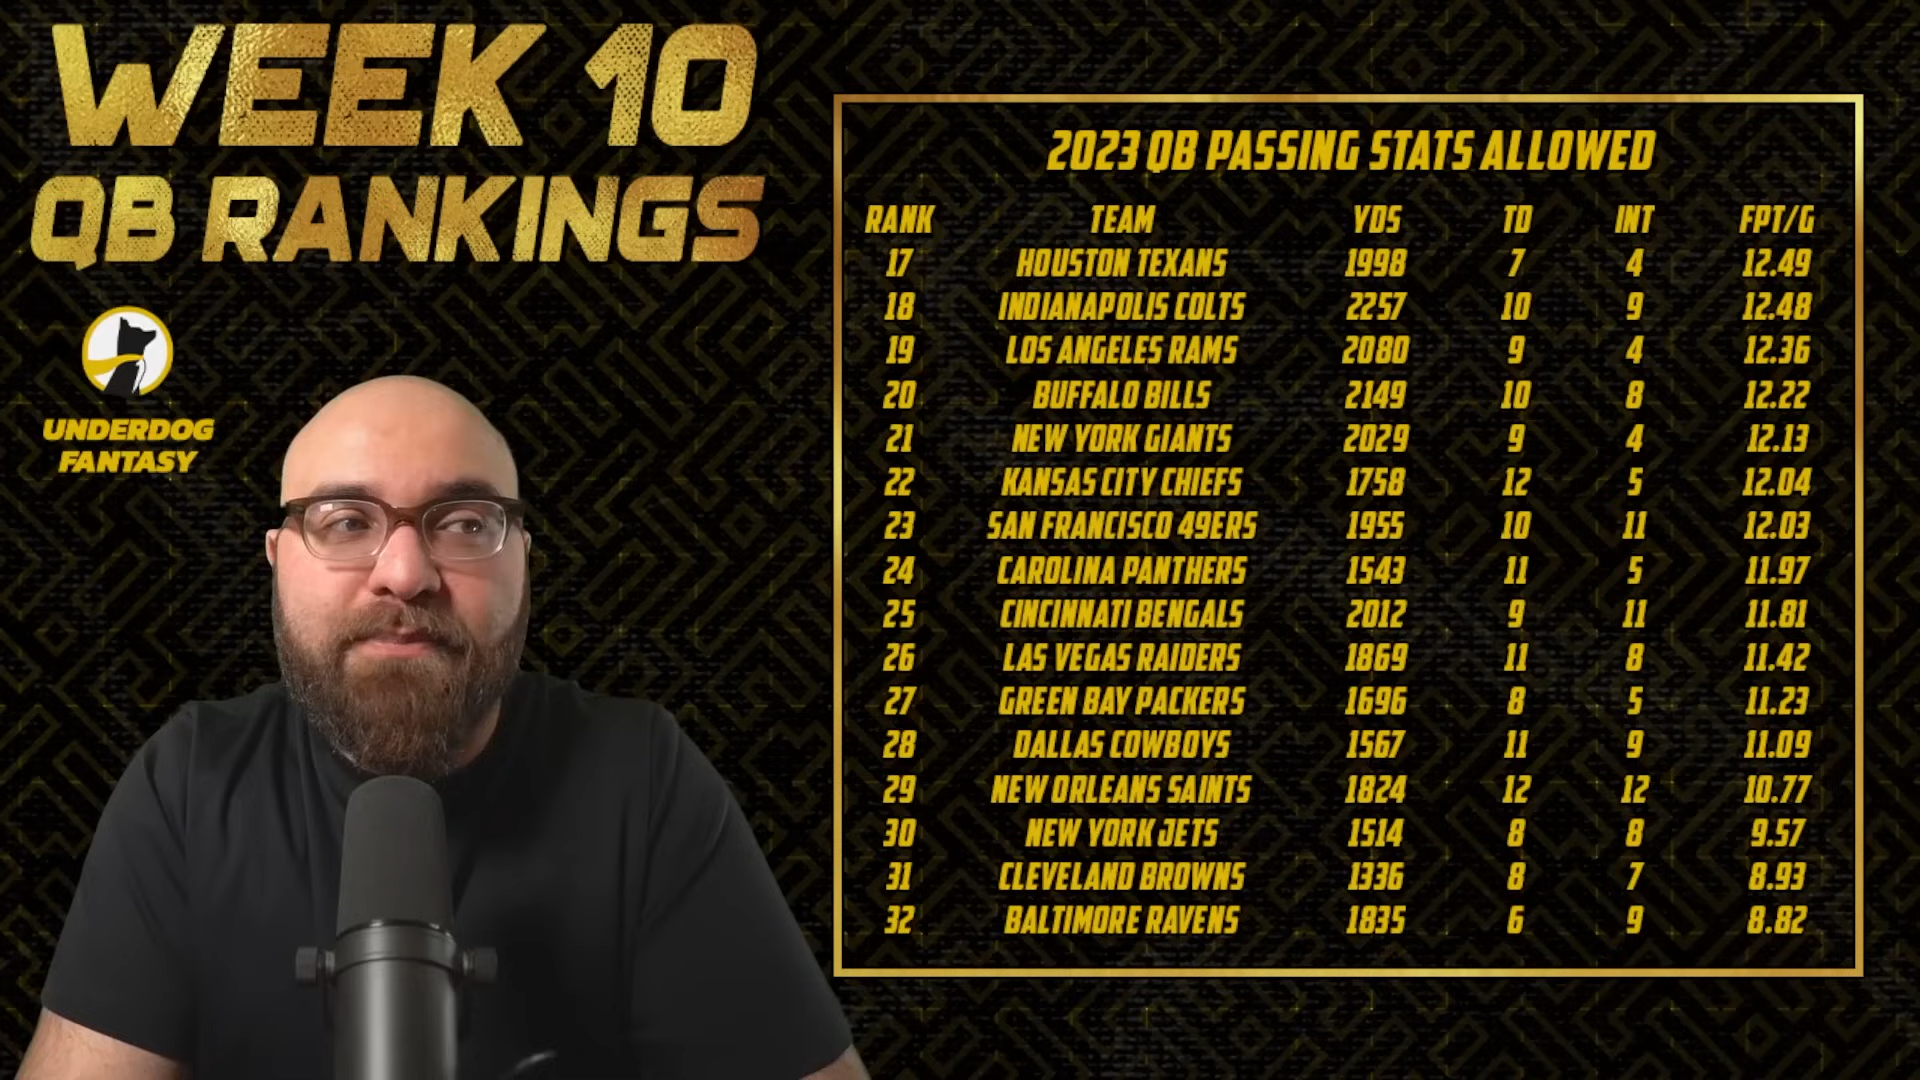 WEEK 10
QB RANKINGS
UNDERDOG
FANTASY
2023 QB PASSING STATS ALLOWED
RANK TEAM YDS TD INT FPT/G
17 HOUSTON TEXANS 1998 7 4 12.49
18 INDIANAPOLIS COLTS 2257 10 9 12.48
19 LOS ANGELES RAMS 2080 9 4 12.36
20 BUFFALO BILLS 2149 10 8 12.22
21 NEW YORK GIANTS 2029 9 4 12.13
22 KANSAS CITY CHIEFS 1758 12 5 12.04
23 SAN FRANCISCO 49ERS 1955 10 11 12.03
24 CAROLINA PANTHERS 1543 11 5 11.97
25 CINCINNATI BENGALS 2012 9 11 11.81
26 LAS VEGAS RAIDERS 1869 11 8 11.42
27 GREEN BAY PACKERS 1696 8 5 11.23
28 DALLAS COWBOYS 1567 11 9 11.09
29 NEW ORLEANS SAINTS 1824 12 12 10.77
30 NEW YORK JETS 1514 8 8 9.57
31 CLEVELAND BROWNS 1336 8 7 8.93
32 BALTIMORE RAVENS 1835 6 9 8.82